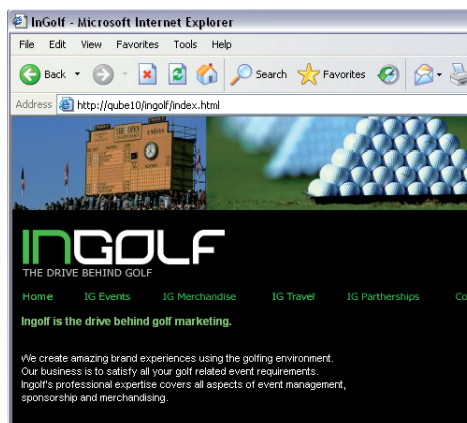 InGolf - Microsoft Internet Explorer
File Edit View Favorites Tools Help
Back Search Favorites
Address http://qube10/ingolf/index.html
THE OPEN
INGOLF
THE DRIVE BEHIND GOLF
Home IG Events IG Merchandise IG Travel IG Partherships Co
Ingolf is the drive behind golf marketing.
We create amazing brand experiences using the golfing environment.
Our business is to satisfy all your golf related event requirements.
Ingolf's professional expertise covers all aspects of event management,
sponsorship and merchandising.